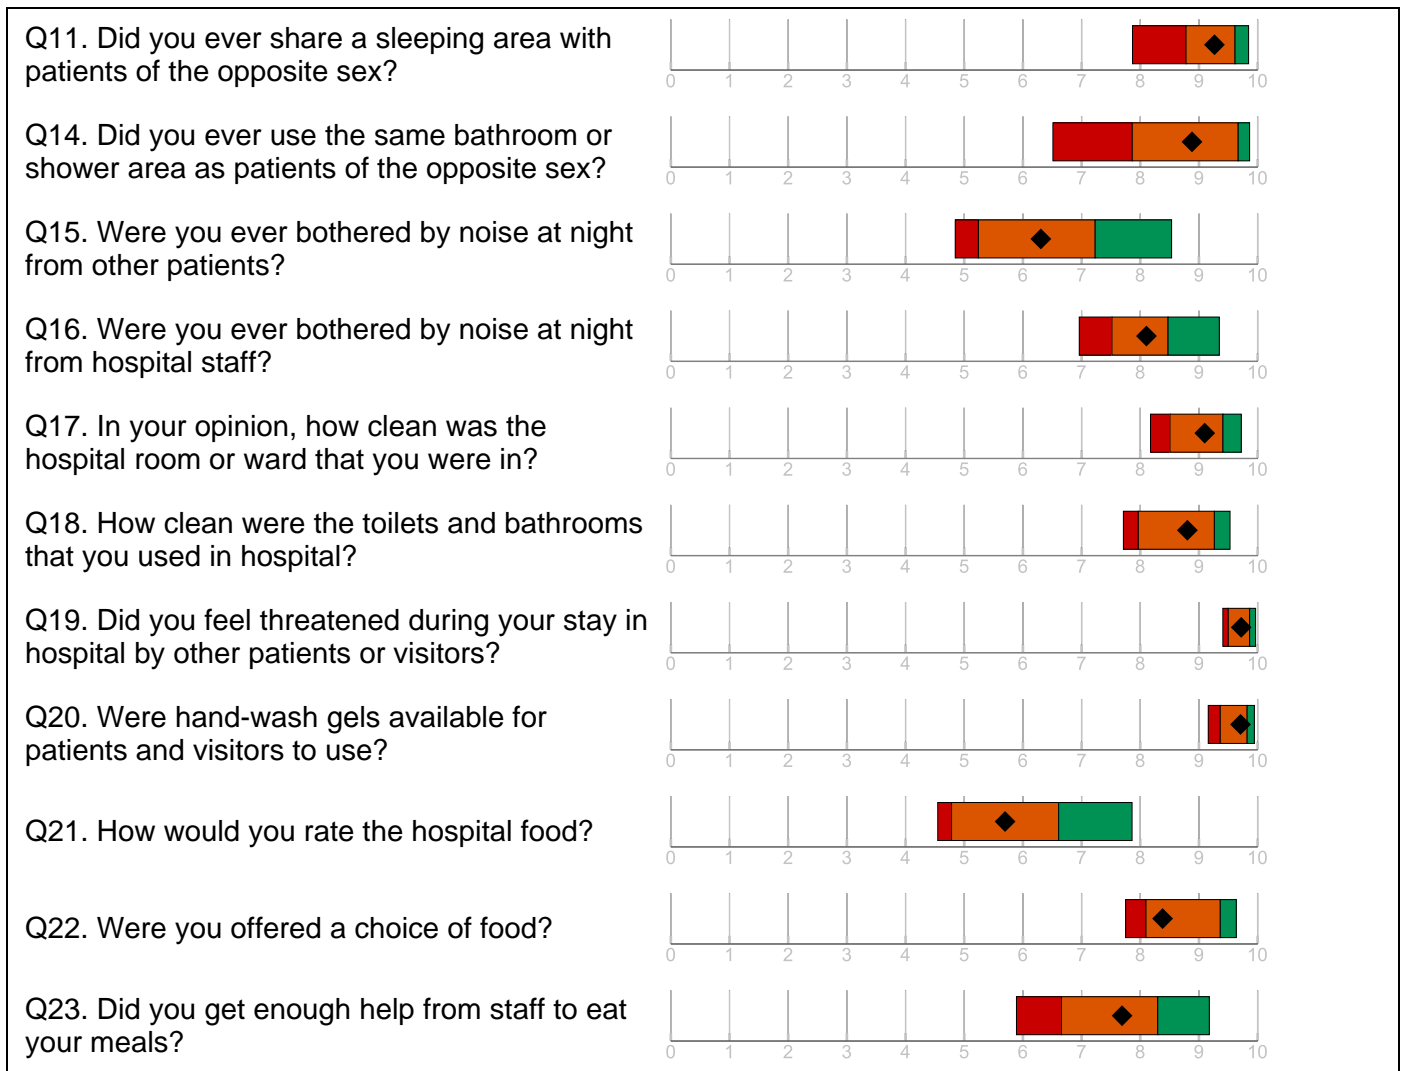 Q11. Did you ever share a sleeping area with
patients of the opposite sex?
0 1 2 3 4 5 6 7 8 9 10
Q14. Did you ever use the same bathroom or
shower area as patients of the opposite sex?
0 1 2 3 4 5 6 7 8 9 10
Q15. Were you ever bothered by noise at night
from other patients?
0 1 2 3 4 5 6 7 8 9 10
Q16. Were you ever bothered by noise at night
from hospital staff?
0 1 2 3 4 5 6 7 8 9 10
Q17. In your opinion, how clean was the
hospital room or ward that you were in?
0 1 2 3 4 5 6 7 8 9 10
Q18. How clean were the toilets and bathrooms
that you used in hospital?
0 1 2 3 4 5 6 7 8 9 10
Q19. Did you feel threatened during your stay in
hospital by other patients or visitors?
0 1 2 3 4 5 6 7 8 9 10
Q20. Were hand-wash gels available for
patients and visitors to use?
0 1 2 3 4 5 6 7 8 9 10
Q21. How would you rate the hospital food?
0 1 2 3 4 5 6 7 8 9 10
Q22. Were you offered a choice of food?
0 1 2 3 4 5 6 7 8 9 10
Q23. Did you get enough help from staff to eat
your meals?
0 1 2 3 4 5 6 7 8 9 10